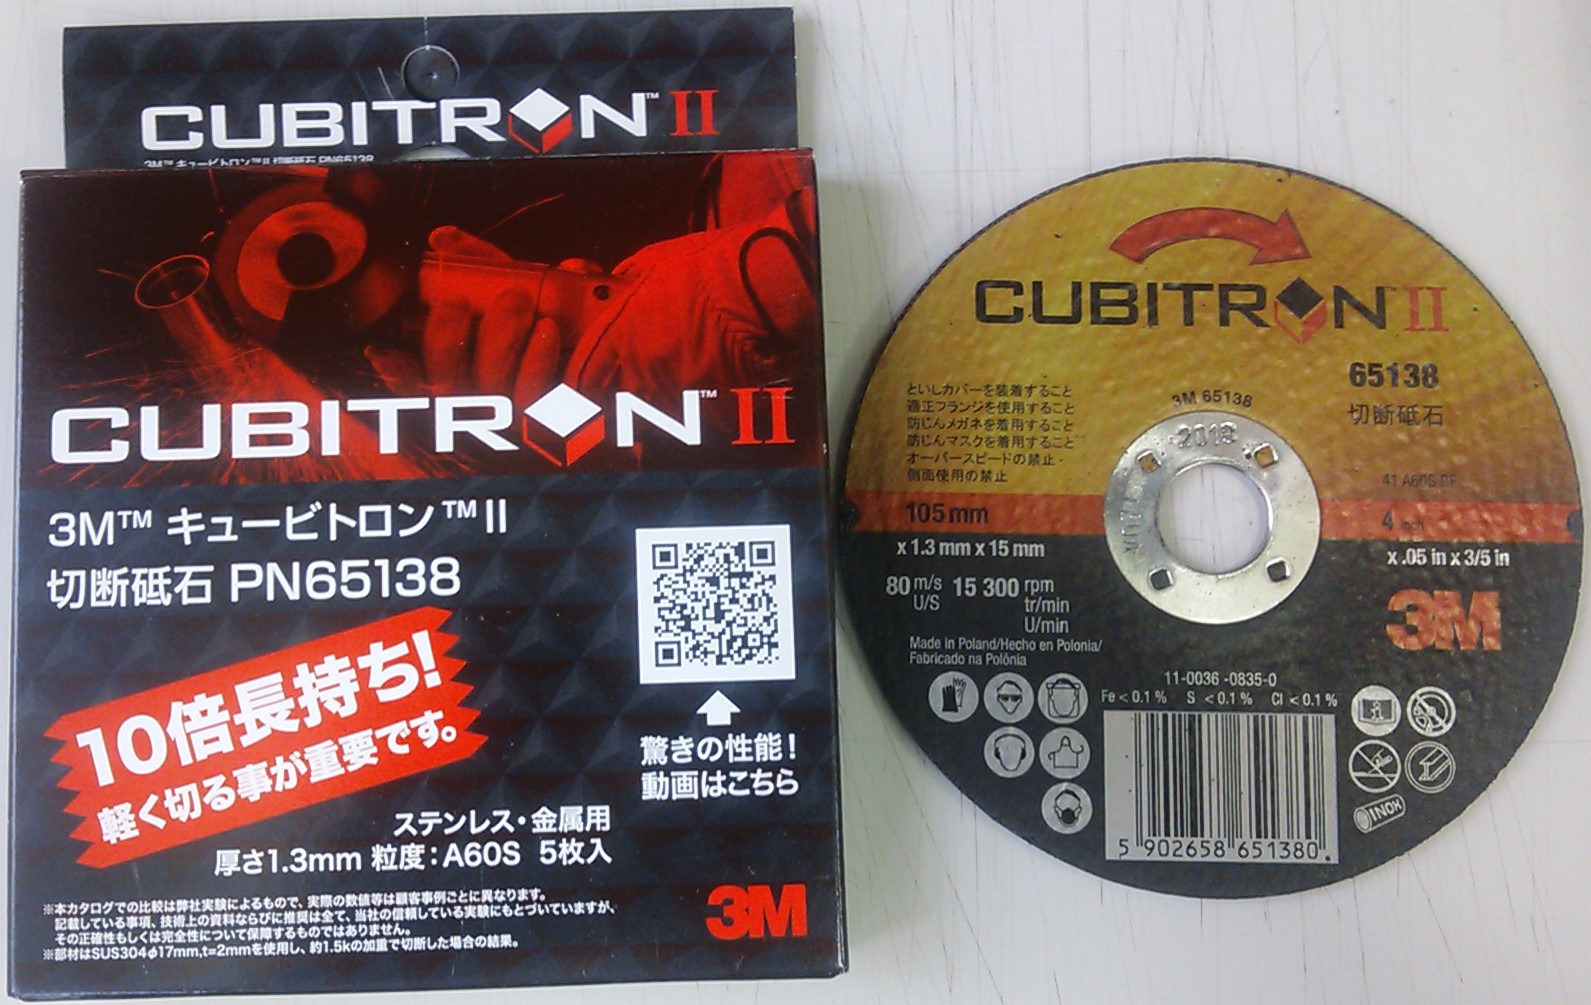 CUBITRON™ II
3M™ キュービトロン™II 切断砥石 PN65138
CUBITRON™ II
3M™ キュービトロン™II
切断砥石 PN65138
10倍長持ち!
軽く切る事が重要です。
驚きの性能!
動画はこちら
ステンレス・金属用
厚さ1.3mm 粒度:A60S 5枚入
※本カタログでの比較は弊社実験によるもので、実際の数値等は顧客事例ごとに異なります。
記載している事項、技術上の資料ならびに推奨は全て、当社の信頼している実験にもとづいていますが、
その正確性もしくは完全性について保障するものではありません。
※部材はSUS304φ17mm,t=2mmを使用し、約1.5kの加重で切断した場合の結果。
3M
CUBITRON™ II
65138
切断砥石
といしカバーを装着すること
適正フランジを使用すること
防じんメガネを着用すること
防じんマスクを着用すること
オーバースピードの禁止
側面使用の禁止
3M 65138
2018
41 A60S BF
105 mm
x 1.3 mm x 15 mm
4 inch
x .05 in x 3/5 in
80 m/s 15 300 rpm
U/S tr/min
U/min
3M
Made in Poland/Hecho en Polonia/
Fabricado na Polônia
11-0036-0835-0
Fe < 0.1 % S < 0.1 % Cl < 0.1 %
INOX
5 902658 651380